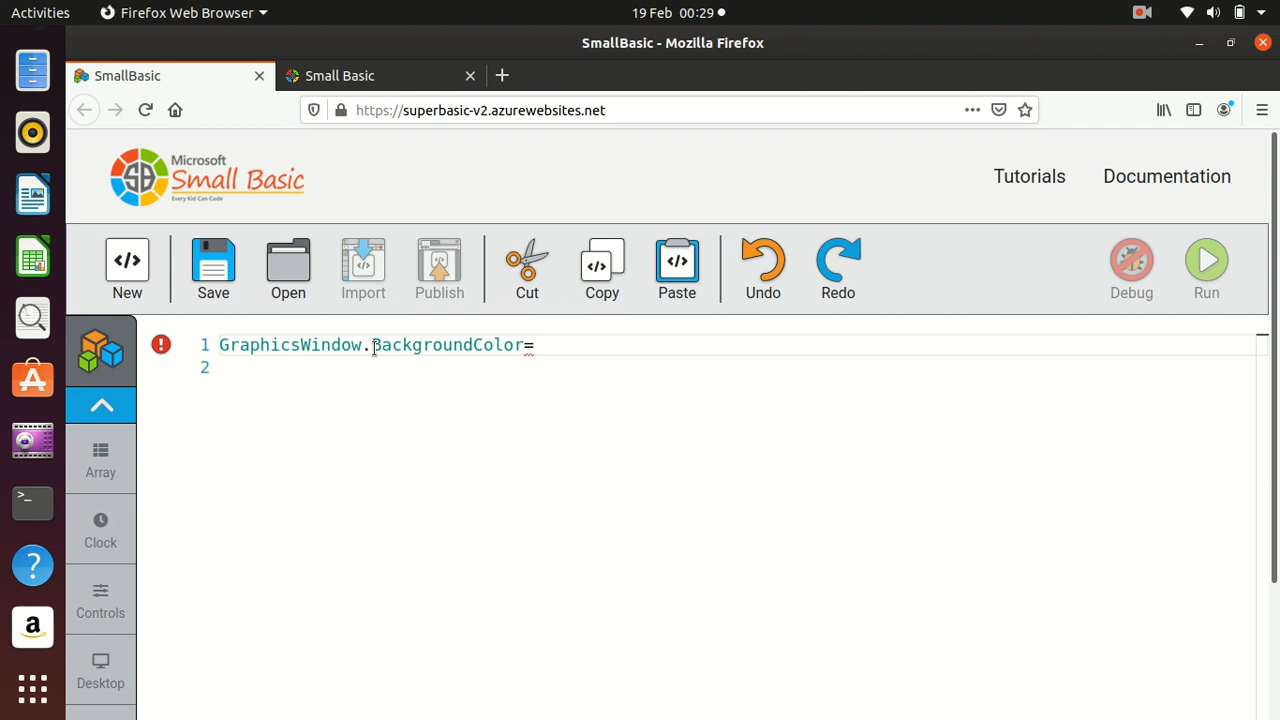 Activities
Firefox Web Browser
19 Feb 00:29
SmallBasic - Mozilla Firefox
SmallBasic
Small Basic
https://superbasic-v2.azurewebsites.net
SB
Microsoft
Small Basic
Every Kid Can Code
Tutorials
Documentation
New
Save
Open
Import
Publish
Cut
Copy
Paste
Undo
Redo
Debug
Run
1 GraphicsWindow.BackgroundColor=
2
Array
Clock
Controls
Desktop